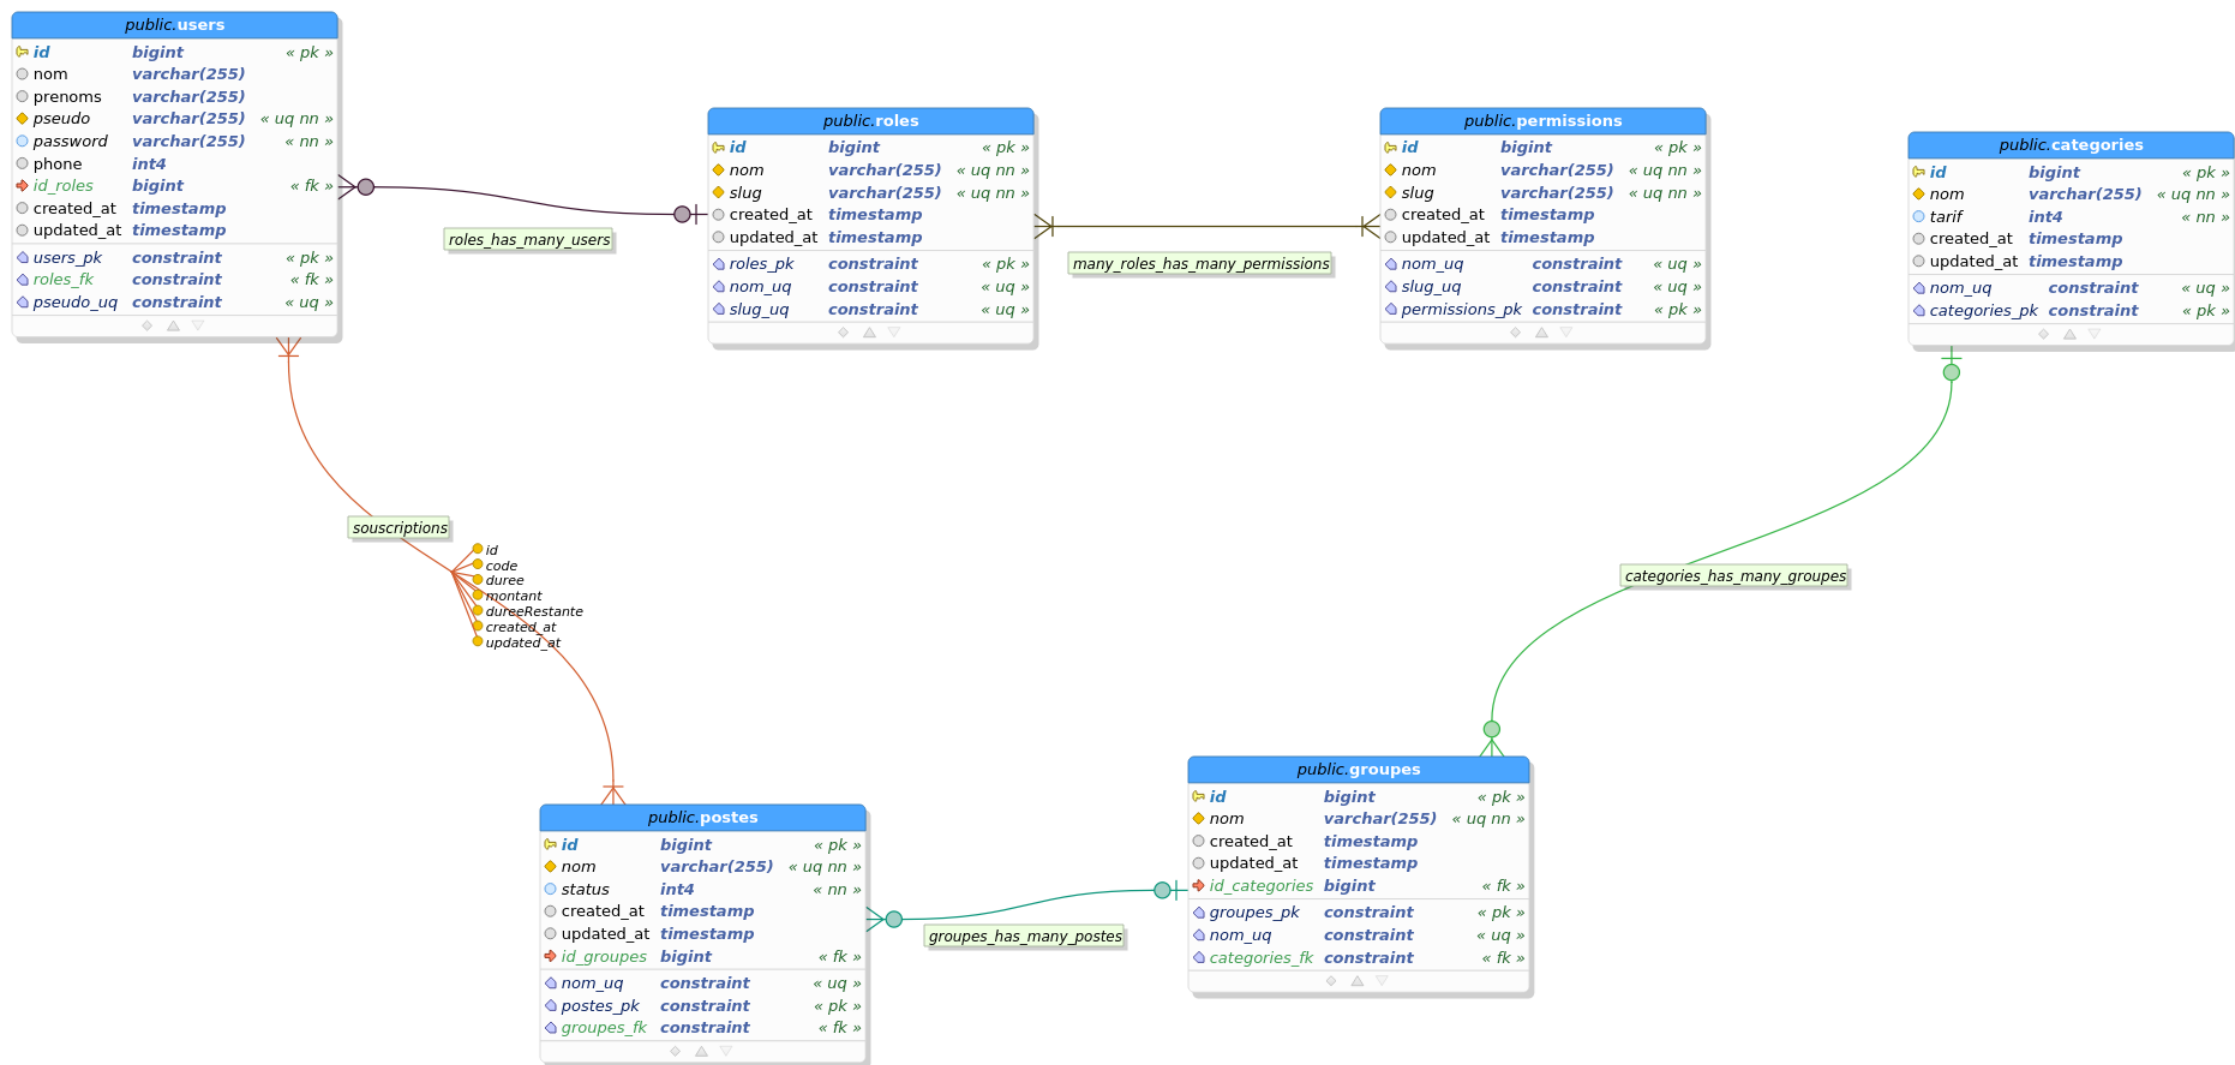 public.users
id bigint « pk »
nom varchar(255)
prenoms varchar(255)
pseudo varchar(255) « uq nn »
password varchar(255) « nn »
phone int4
id_roles bigint « fk »
created_at timestamp
updated_at timestamp
users_pk constraint « pk »
roles_fk constraint « fk »
pseudo_uq constraint « uq »
roles_has_many_users
public.roles
id bigint « pk »
nom varchar(255) « uq nn »
slug varchar(255) « uq nn »
created_at timestamp
updated_at timestamp
roles_pk constraint « pk »
nom_uq constraint « uq »
slug_uq constraint « uq »
many_roles_has_many_permissions
public.permissions
id bigint « pk »
nom varchar(255) « uq nn »
slug varchar(255) « uq nn »
created_at timestamp
updated_at timestamp
nom_uq constraint « uq »
slug_uq constraint « uq »
permissions_pk constraint « pk »
public.categories
id bigint « pk »
nom varchar(255) « uq nn »
tarif int4 « nn »
created_at timestamp
updated_at timestamp
nom_uq constraint « uq »
categories_pk constraint « pk »
souscriptions
id
code
duree
montant
dureeRestante
created_at
updated_at
categories_has_many_groupes
public.postes
id bigint « pk »
nom varchar(255) « uq nn »
status int4 « nn »
created_at timestamp
updated_at timestamp
id_groupes bigint « fk »
nom_uq constraint « uq »
postes_pk constraint « pk »
groupes_fk constraint « fk »
groupes_has_many_postes
public.groupes
id bigint « pk »
nom varchar(255) « uq nn »
created_at timestamp
updated_at timestamp
id_categories bigint « fk »
groupes_pk constraint « pk »
nom_uq constraint « uq »
categories_fk constraint « fk »